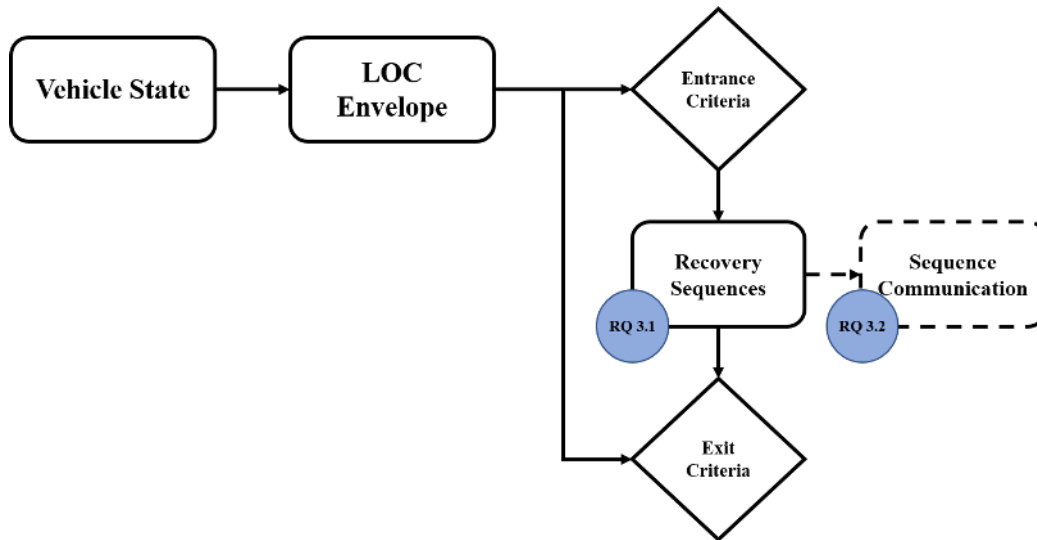 Vehicle State
LOC
Envelope
Entrance
Criteria
Recovery
Sequences
Sequence
Communication
RQ 3.1
RQ 3.2
Exit
Criteria